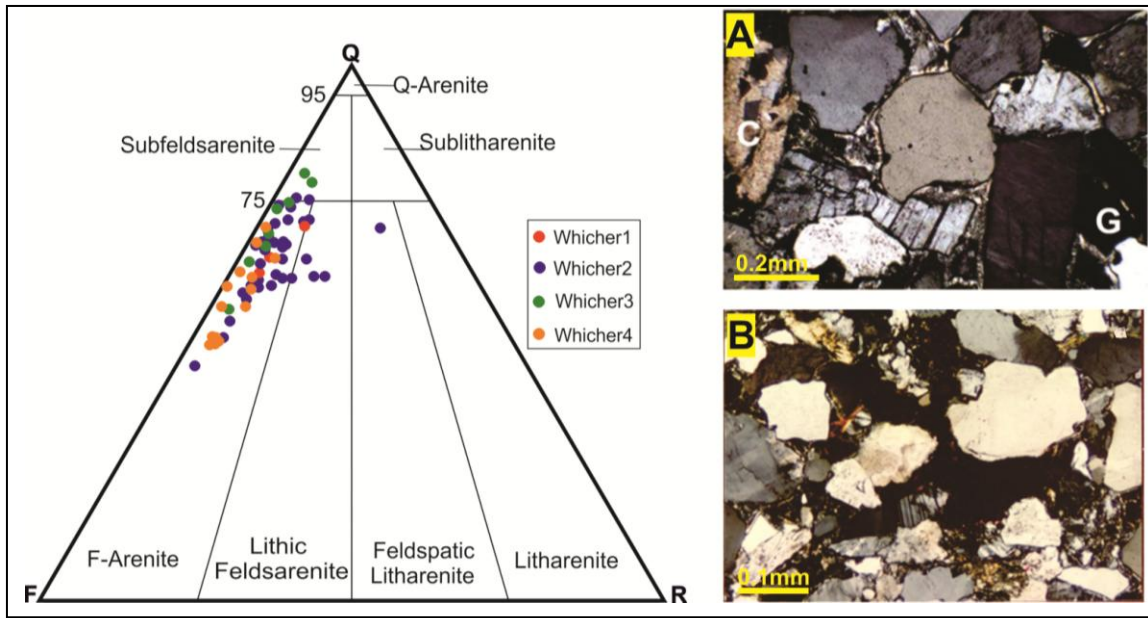 Q
95
Q-Arenite
Subfeldsarenite
Sublitharenite
75
Whicher1
Whicher2
Whicher3
Whicher4
F-Arenite
Lithic
Feldsarenite
Feldspatic
Litharenite
Litharenite
F
R
A
C
G
0.2mm
B
0.1mm